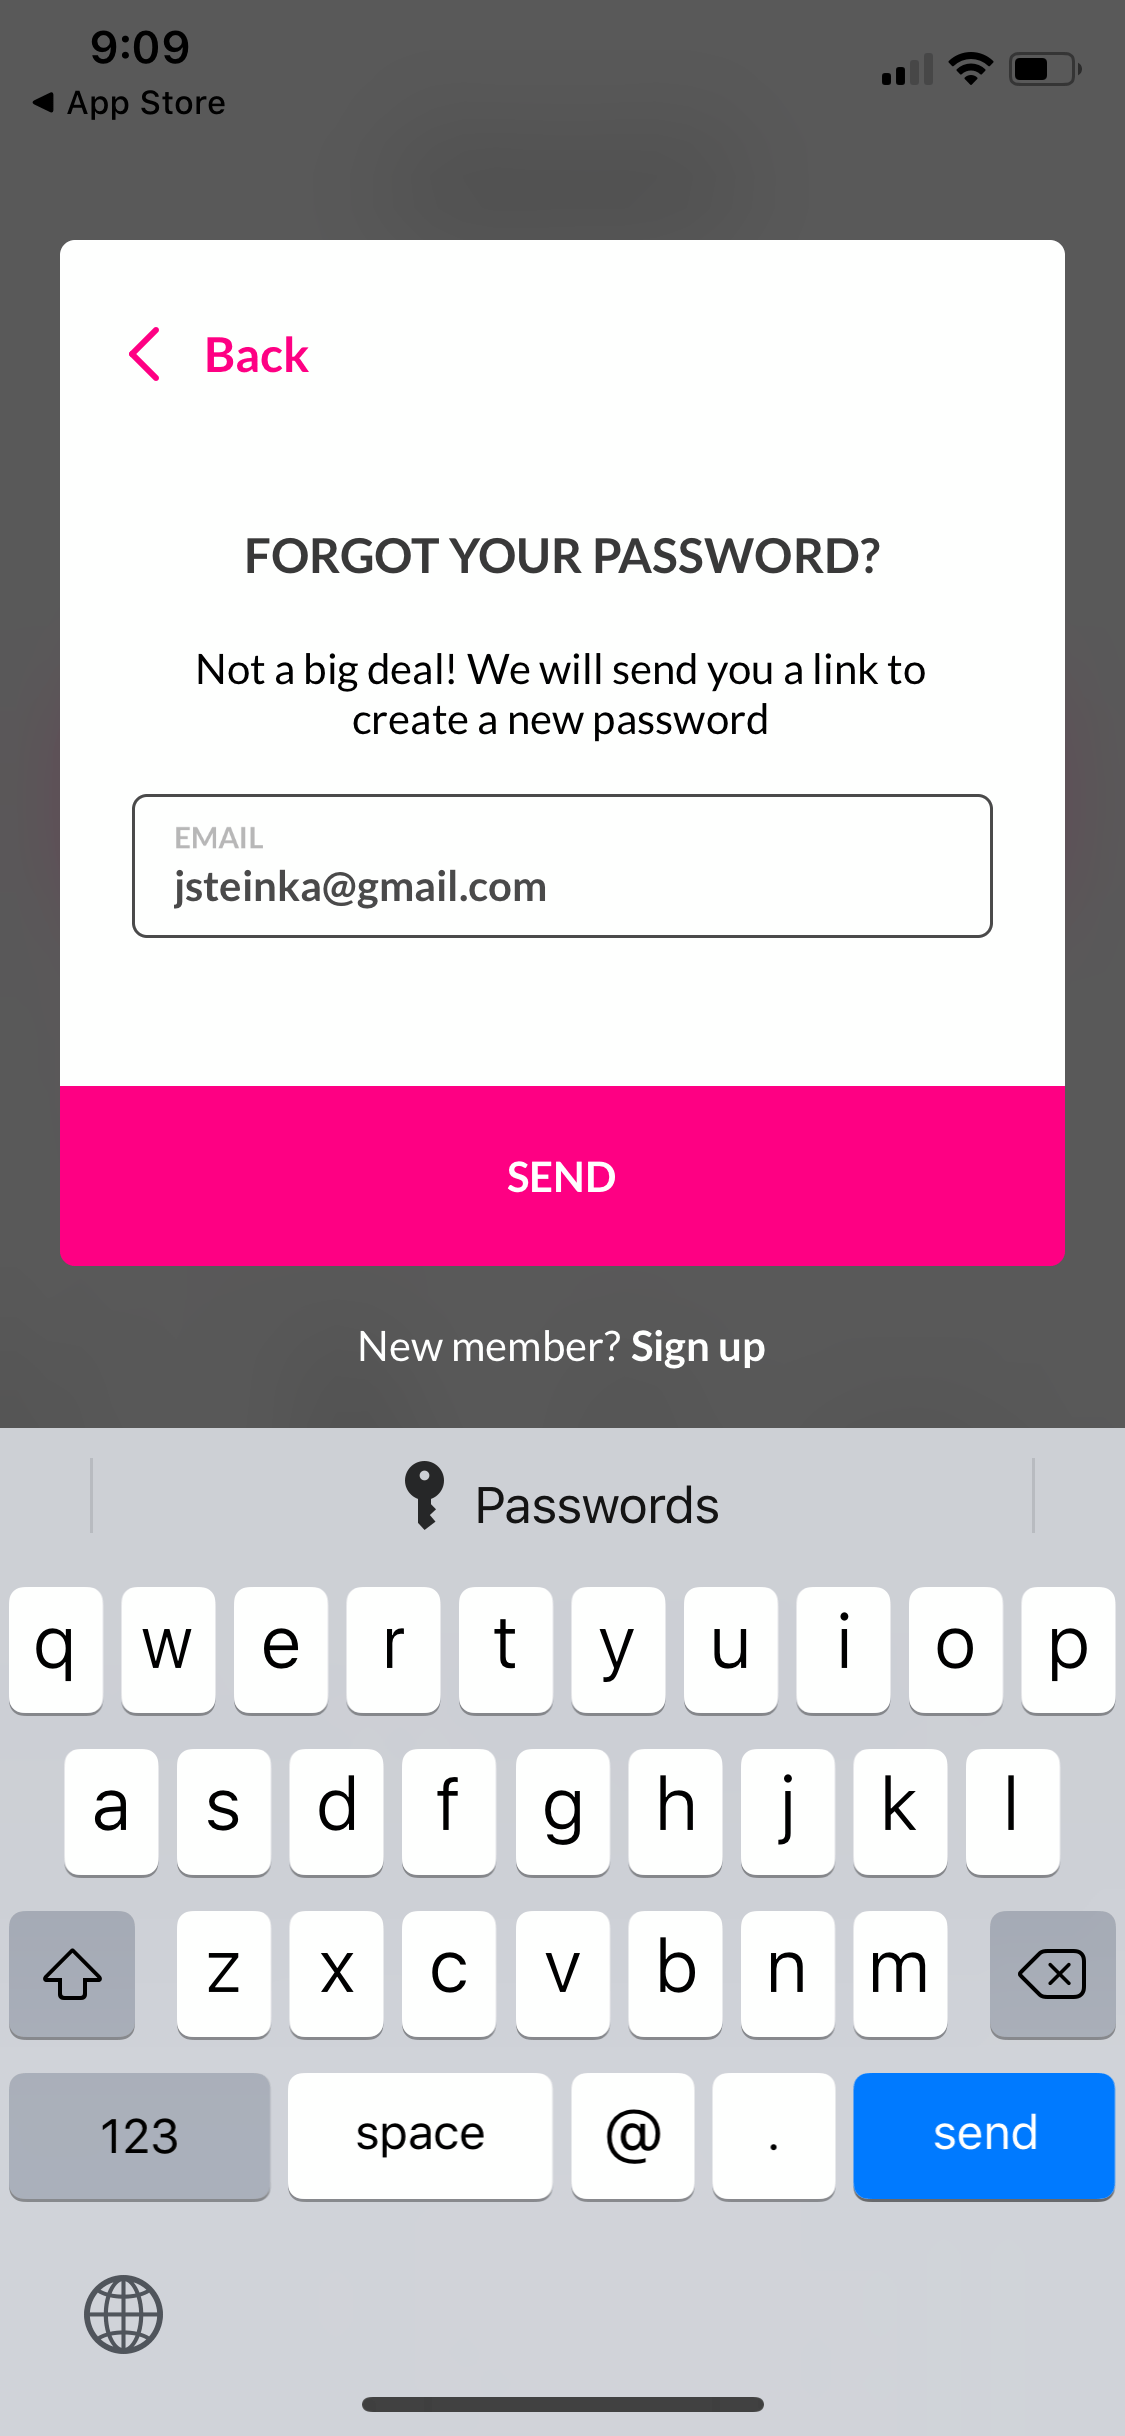 9:09
◀ App Store
Back
FORGOT YOUR PASSWORD?
Not a big deal! We will send you a link to
create a new password
EMAIL
jsteinka@gmail.com
SEND
New member? Sign up
Passwords
q w e r t y u i o p
a s d f g h j k l
z x c v b n m
123 space @ . send